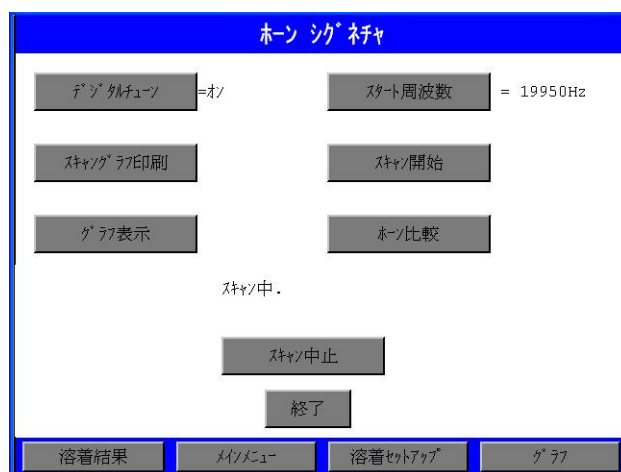 ﾎｰﾝ ｼｸﾞﾈﾁｬ
ﾃﾞｼﾞﾀﾙﾁｭｰﾝ =ｵﾝ ｽﾀｰﾄ周波数 = 19950Hz
ｽｷｬﾝｸﾞﾗﾌ印刷 ｽｷｬﾝ開始
ｸﾞﾗﾌ表示 ﾎｰﾝ比較
ｽｷｬﾝ中.
ｽｷｬﾝ中止
終了
溶着結果 ﾒｲﾝﾒﾆｭｰ 溶着ｾｯﾄｱｯﾌﾟ ｸﾞﾗﾌ